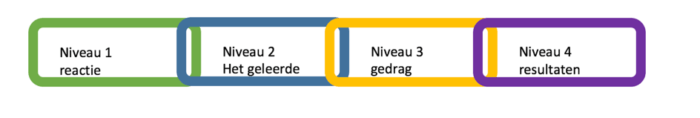 Niveau 1
reactie
Niveau 2
Het geleerde
Niveau 3
gedrag
Niveau 4
resultaten